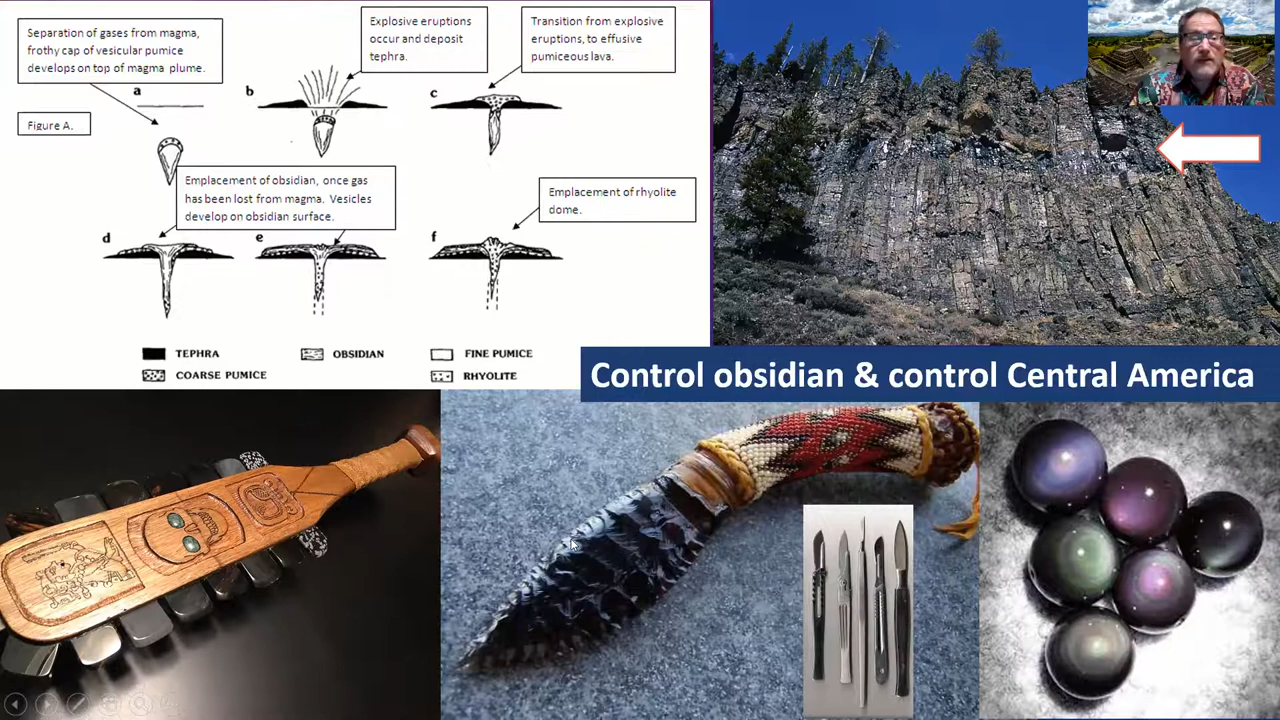 Separation of gases from magma,
frothy cap of vesicular pumice
develops on top of magma plume.
Explosive eruptions
occur and deposit
tephra.
Transition from explosive
eruptions, to effusive
pumiceous lava.
a
b
c
Figure A.
Emplacement of obsidian, once gas
has been lost from magma. Vesicles
develop on obsidian surface.
Emplacement of rhyolite
dome.
d
e
f
TEPHRA
OBSIDIAN
FINE PUMICE
COARSE PUMICE
RHYOLITE
Control obsidian & control Central America